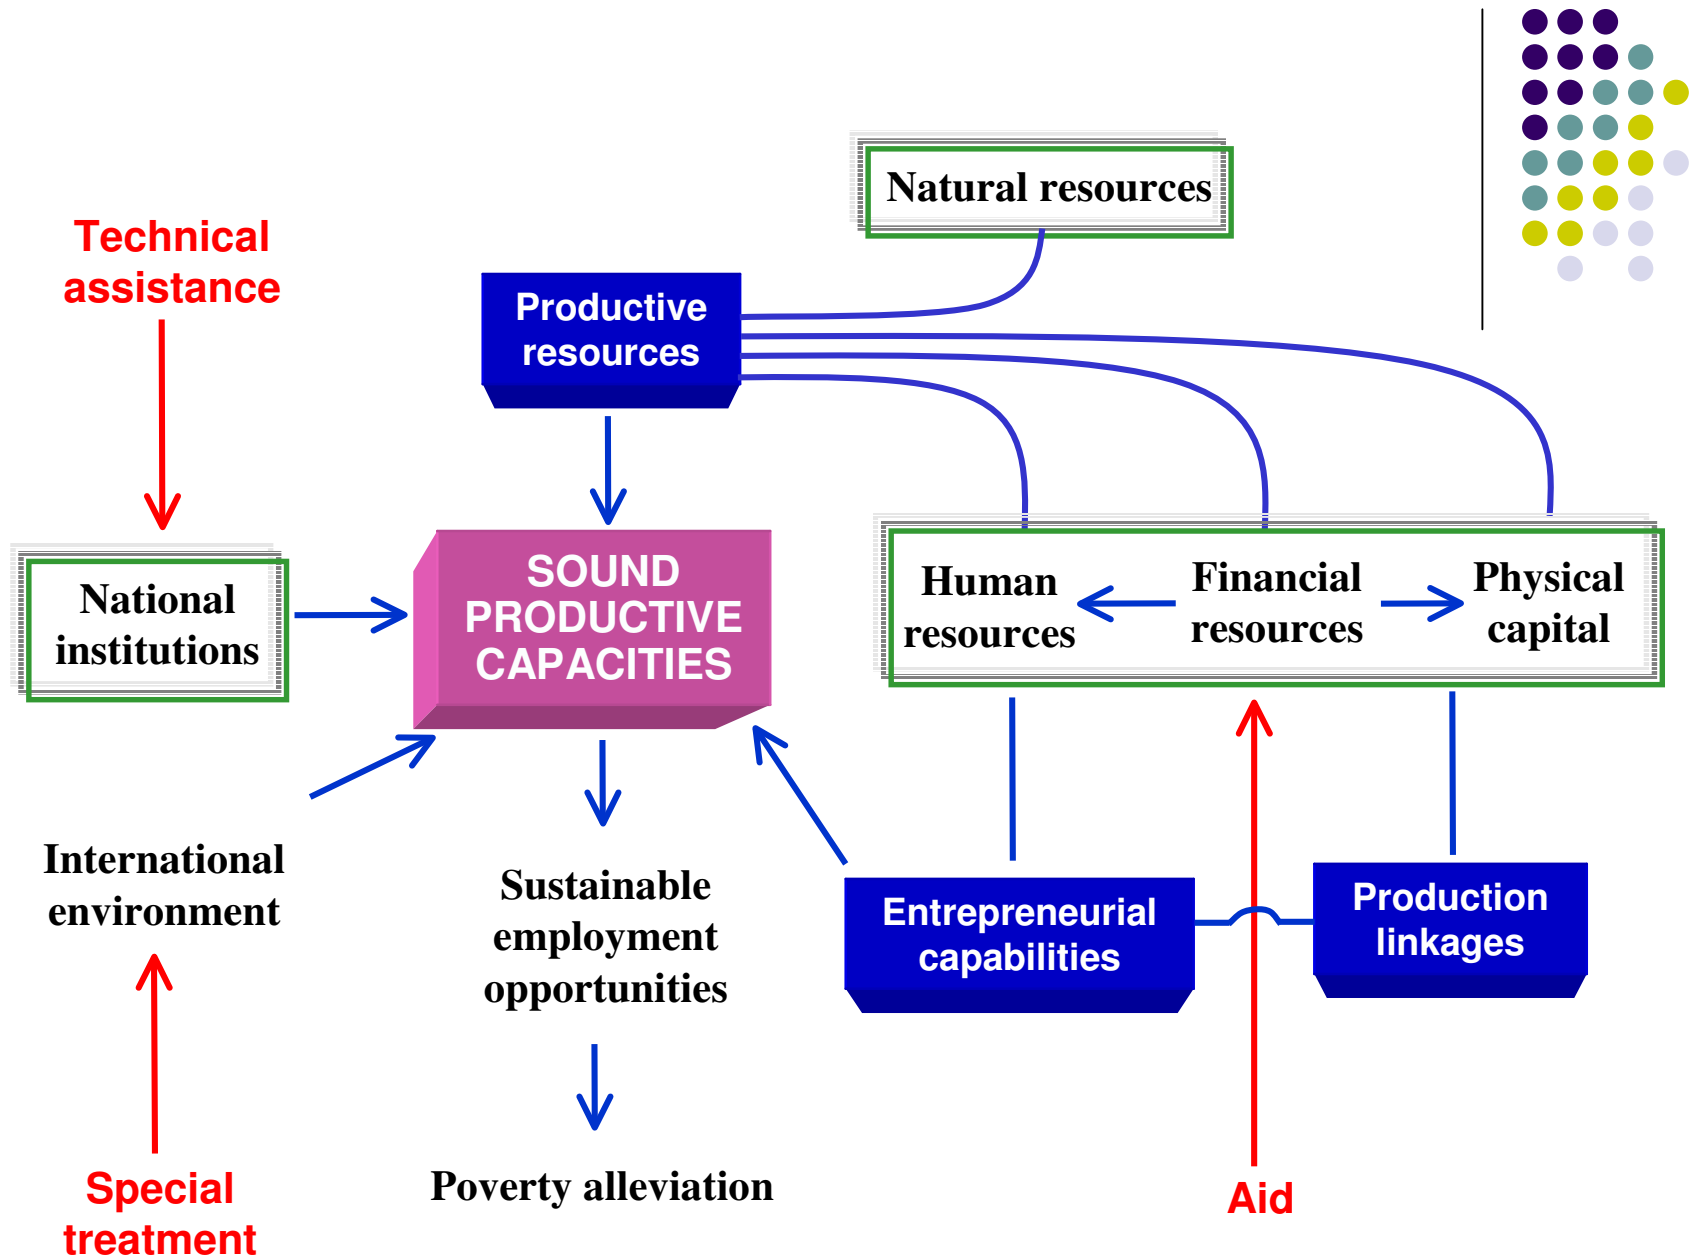 Natural resources
Technical
assistance
Productive
resources
National
institutions
SOUND
PRODUCTIVE
CAPACITIES
Human
resources
Financial
resources
Physical
capital
International
environment
Sustainable
employment
opportunities
Entrepreneurial
capabilities
Production
linkages
Special
treatment
Poverty alleviation
Aid